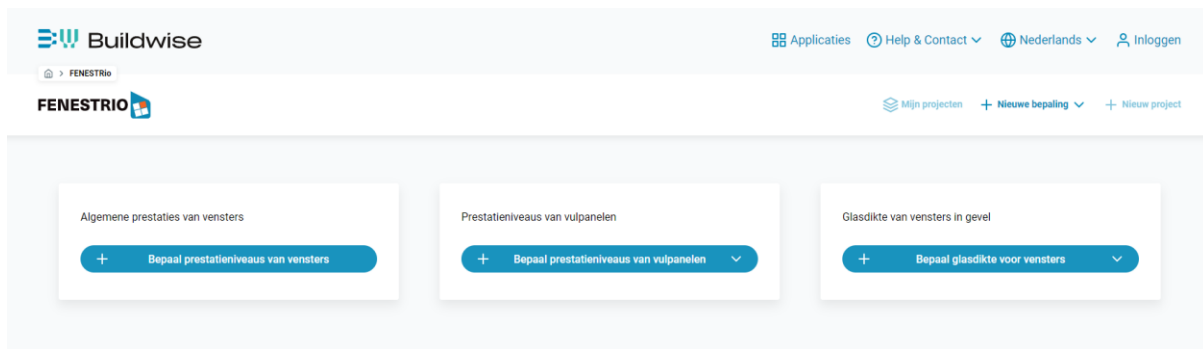 Buildwise
Applicaties Help & Contact Nederlands Inloggen
> FENESTRio
FENESTRIO
Mijn projecten + Nieuwe bepaling + Nieuw project
Algemene prestaties van vensters
+ Bepaal prestatieniveaus van vensters
Prestatieniveaus van vulpanelen
+ Bepaal prestatieniveaus van vulpanelen
Glasdikte van vensters in gevel
+ Bepaal glasdikte voor vensters